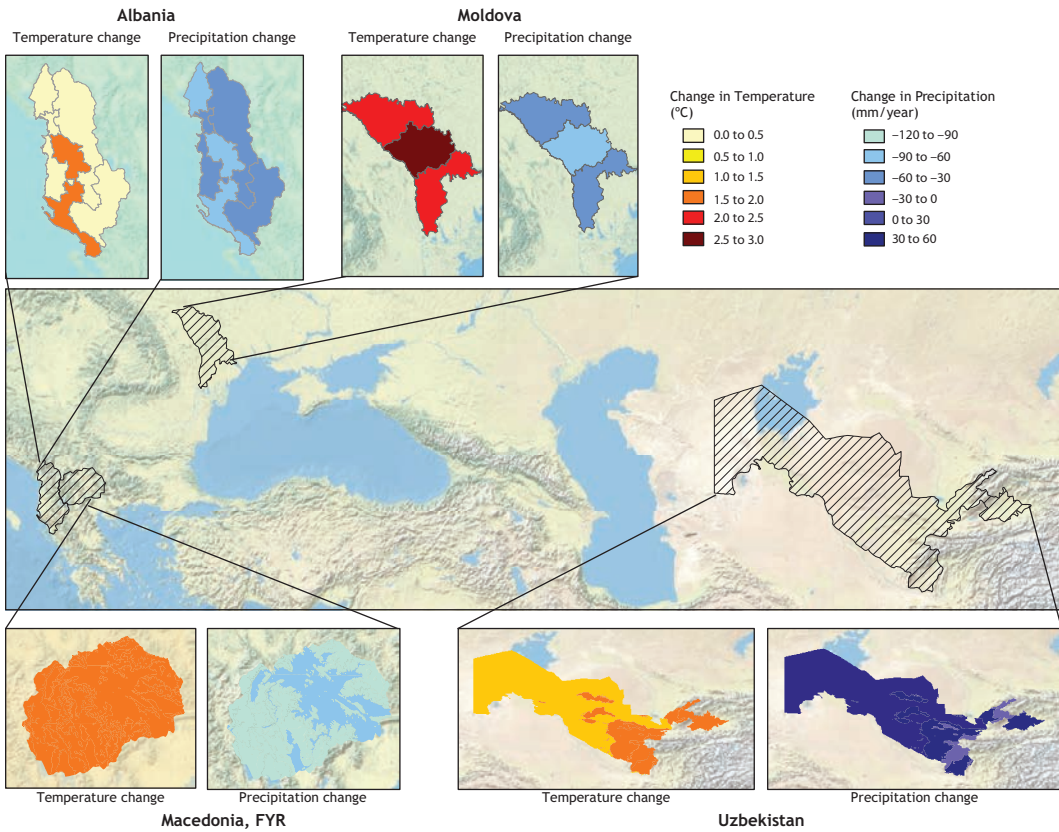 Albania
Moldova
Temperature change
Precipitation change
Temperature change
Precipitation change
Change in Temperature
(°C)
0.0 to 0.5
0.5 to 1.0
1.0 to 1.5
1.5 to 2.0
2.0 to 2.5
2.5 to 3.0
Change in Precipitation
(mm/year)
−120 to −90
−90 to −60
−60 to −30
−30 to 0
0 to 30
30 to 60
Temperature change
Precipitation change
Macedonia, FYR
Temperature change
Precipitation change
Uzbekistan